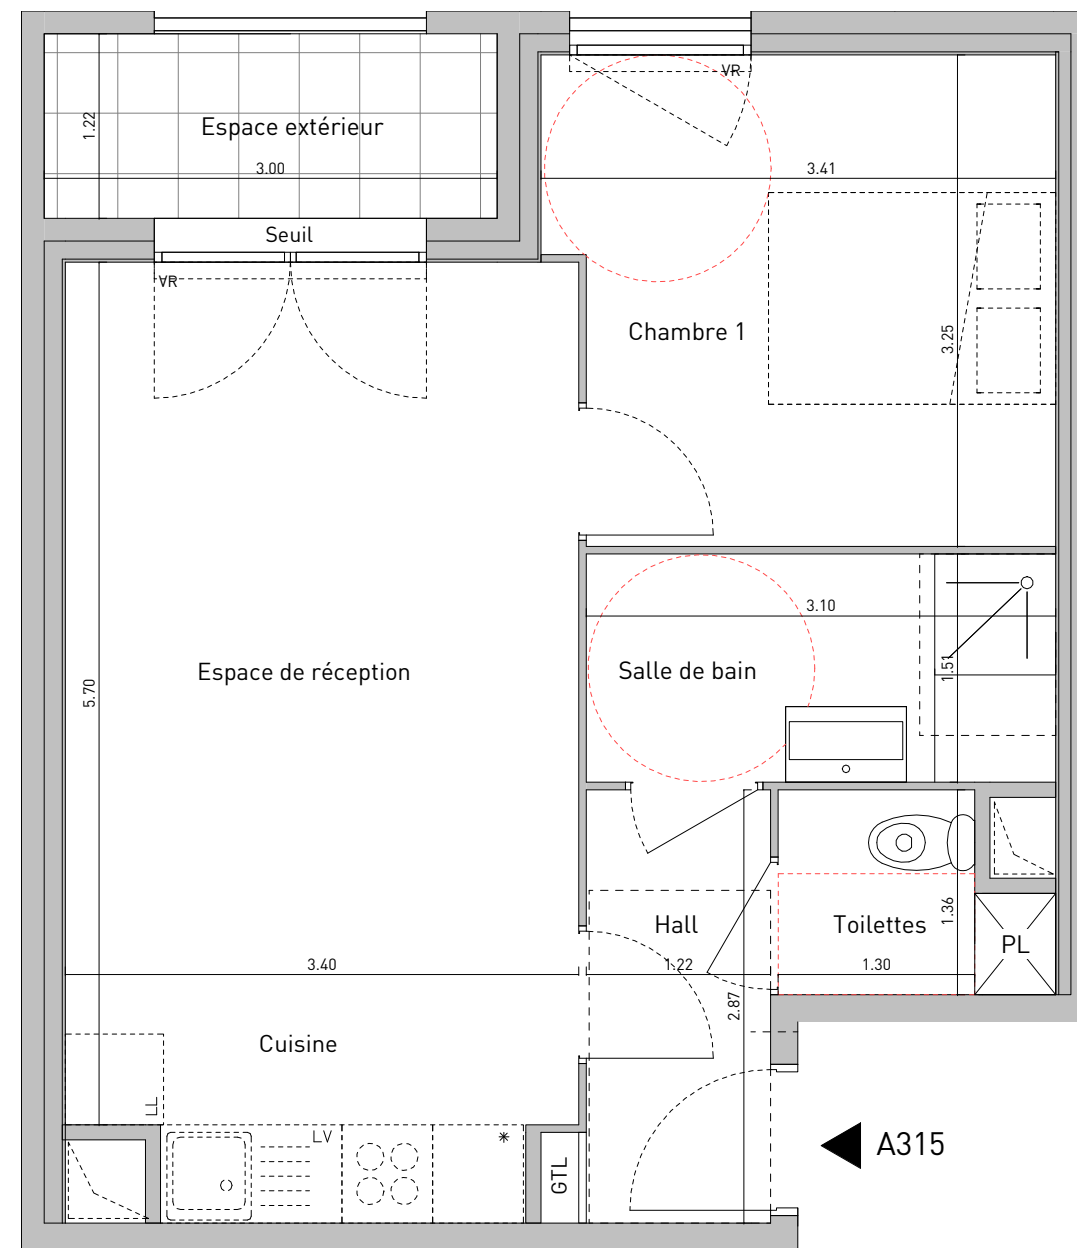 VR
1.22
Espace extérieur
3.00
3.41
Seuil
VR
Chambre 1
3.25
3.10
Espace de réception
Salle de bain
1.51
5.70
Hall
Toilettes
1.36
PL
3.40
1.22
1.30
2.87
Cuisine
LL
LV
*
GTL
A315